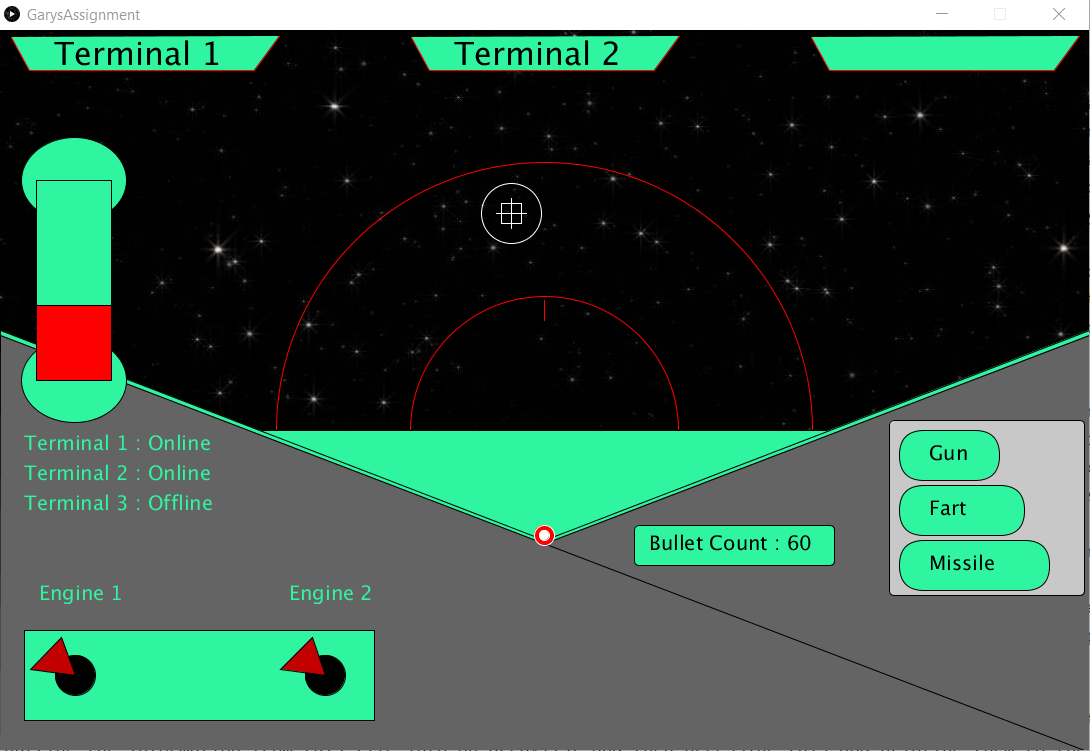 GarysAssignment
Terminal 1
Terminal 2
Terminal 1 : Online
Terminal 2 : Online
Terminal 3 : Offline
Gun
Fart
Missile
Bullet Count : 60
Engine 1
Engine 2